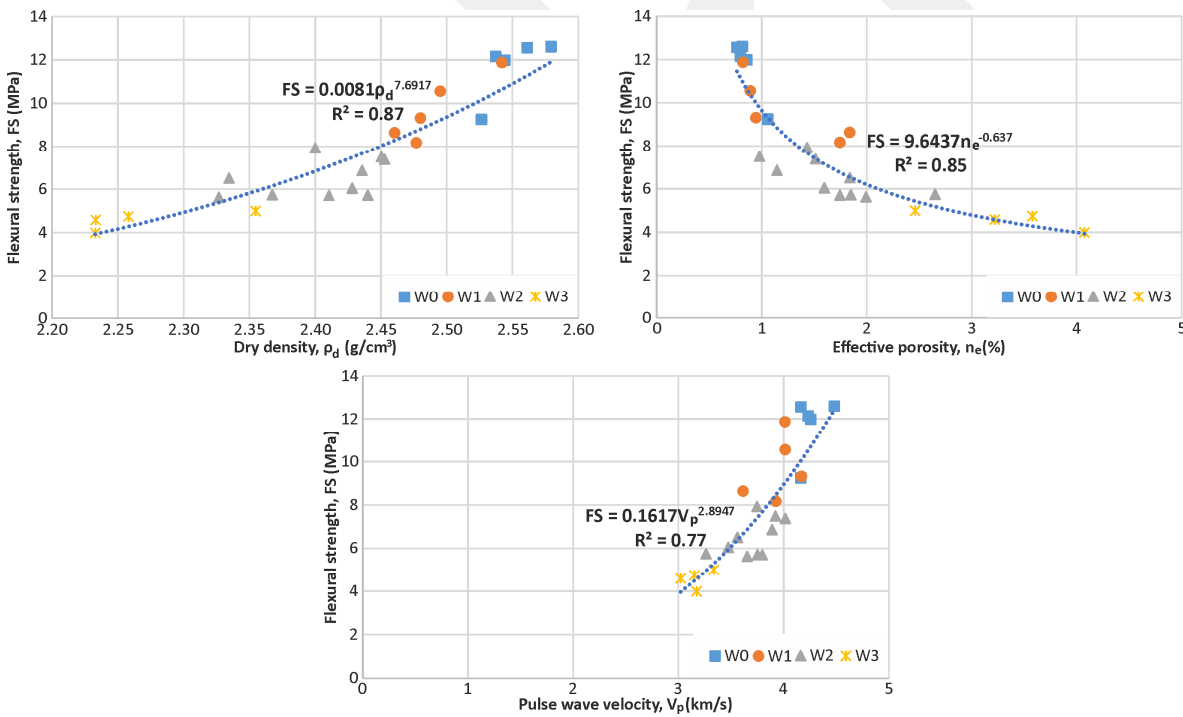 14
12
10
8
6
4
2
0
Flexural strength, FS (MPa)
FS = 0.0081ρd^7.6917
R² = 0.87
W0 W1 W2 W3
2.20 2.25 2.30 2.35 2.40 2.45 2.50 2.55 2.60
Dry density, ρd (g/cm³)
14
12
10
8
6
4
2
0
Flexural strength, FS (MPa)
FS = 9.6437ne^-0.637
R² = 0.85
W0 W1 W2 W3
0 1 2 3 4 5
Effective porosity, ne(%)
14
12
10
8
6
4
2
0
Flexural strength, FS (MPa)
FS = 0.1617Vp^2.8947
R² = 0.77
W0 W1 W2 W3
0 1 2 3 4 5
Pulse wave velocity, Vp(km/s)